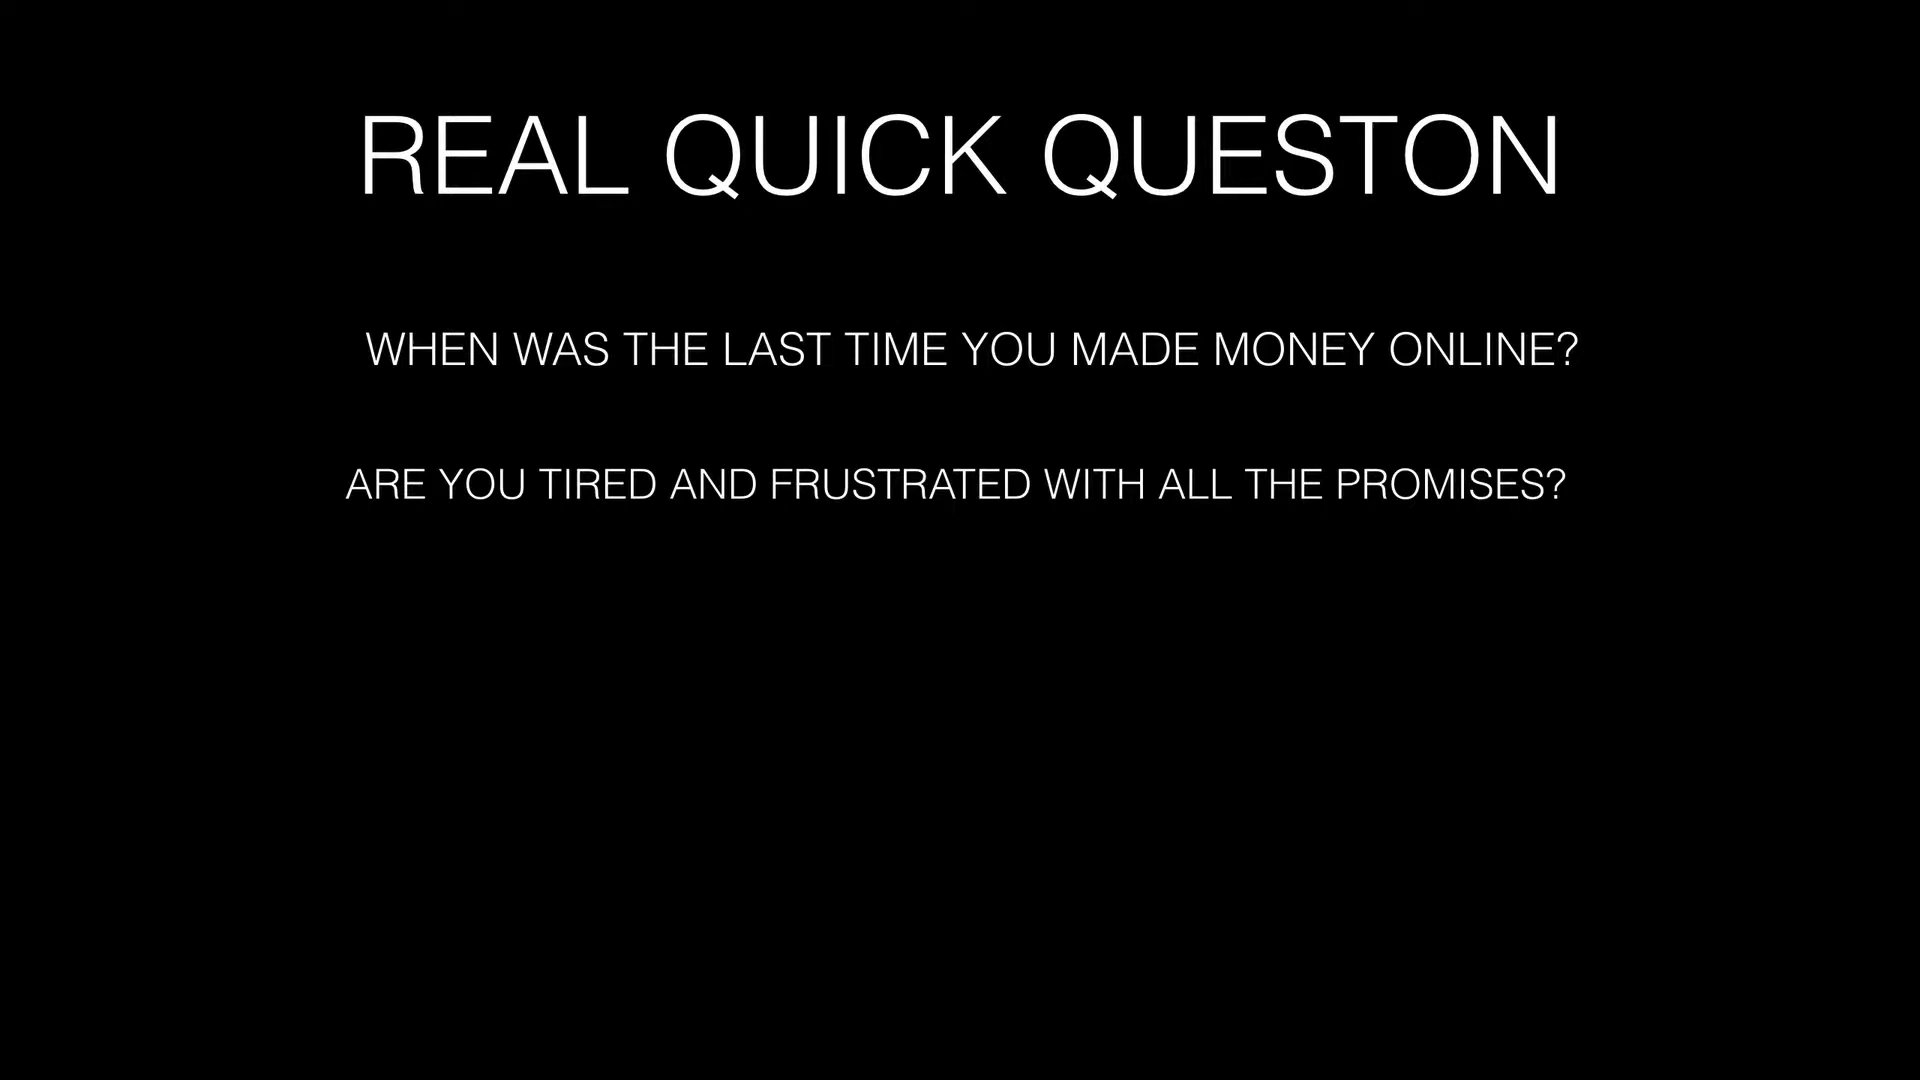 REAL QUICK QUESTON
WHEN WAS THE LAST TIME YOU MADE MONEY ONLINE?
ARE YOU TIRED AND FRUSTRATED WITH ALL THE PROMISES?